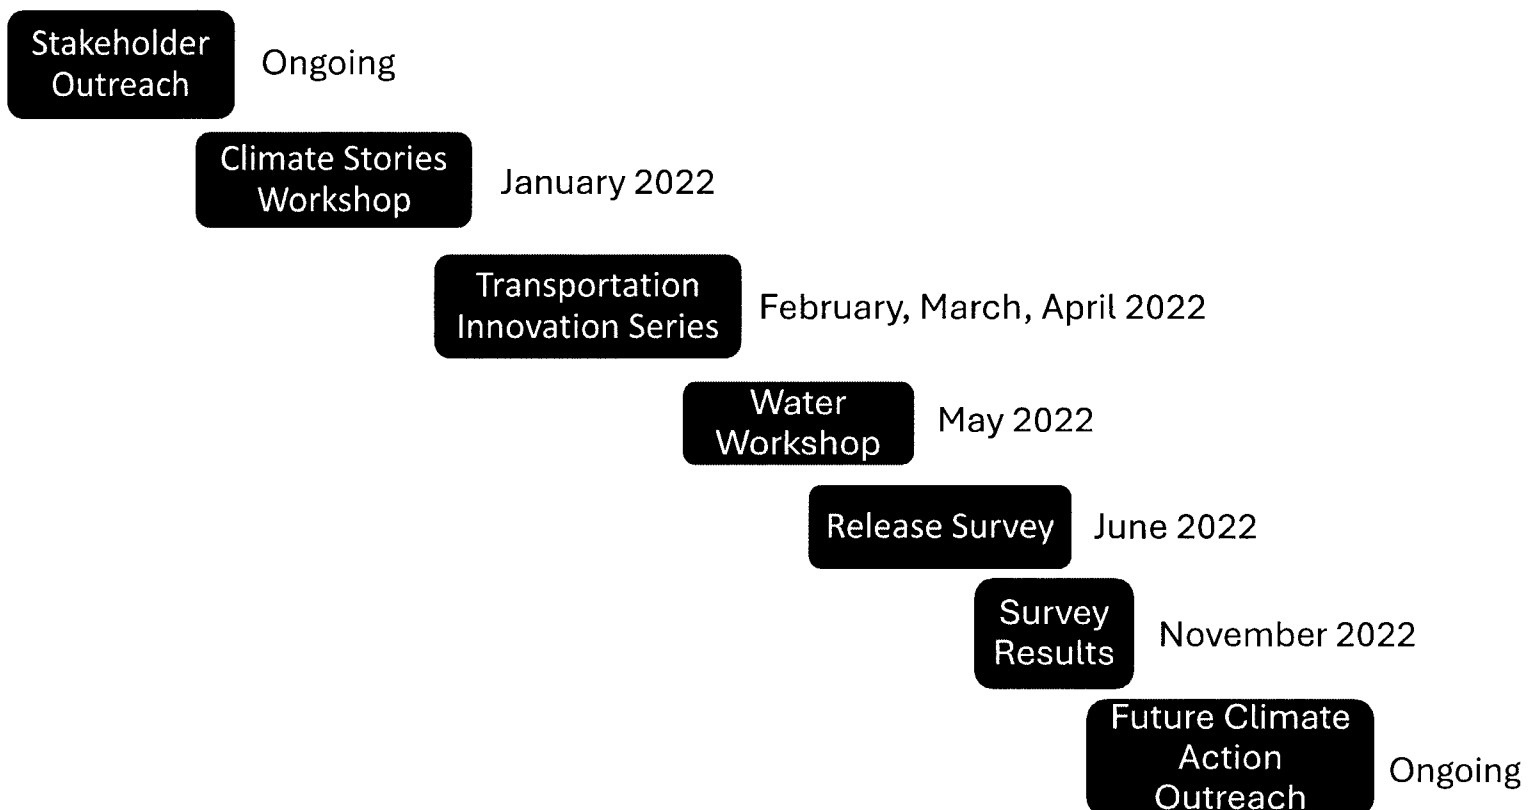 Stakeholder
Outreach
Ongoing
Climate Stories
Workshop
January 2022
Transportation
Innovation Series
February, March, April 2022
Water
Workshop
May 2022
Release Survey
June 2022
Survey
Results
November 2022
Future Climate
Action
Outreach
Ongoing